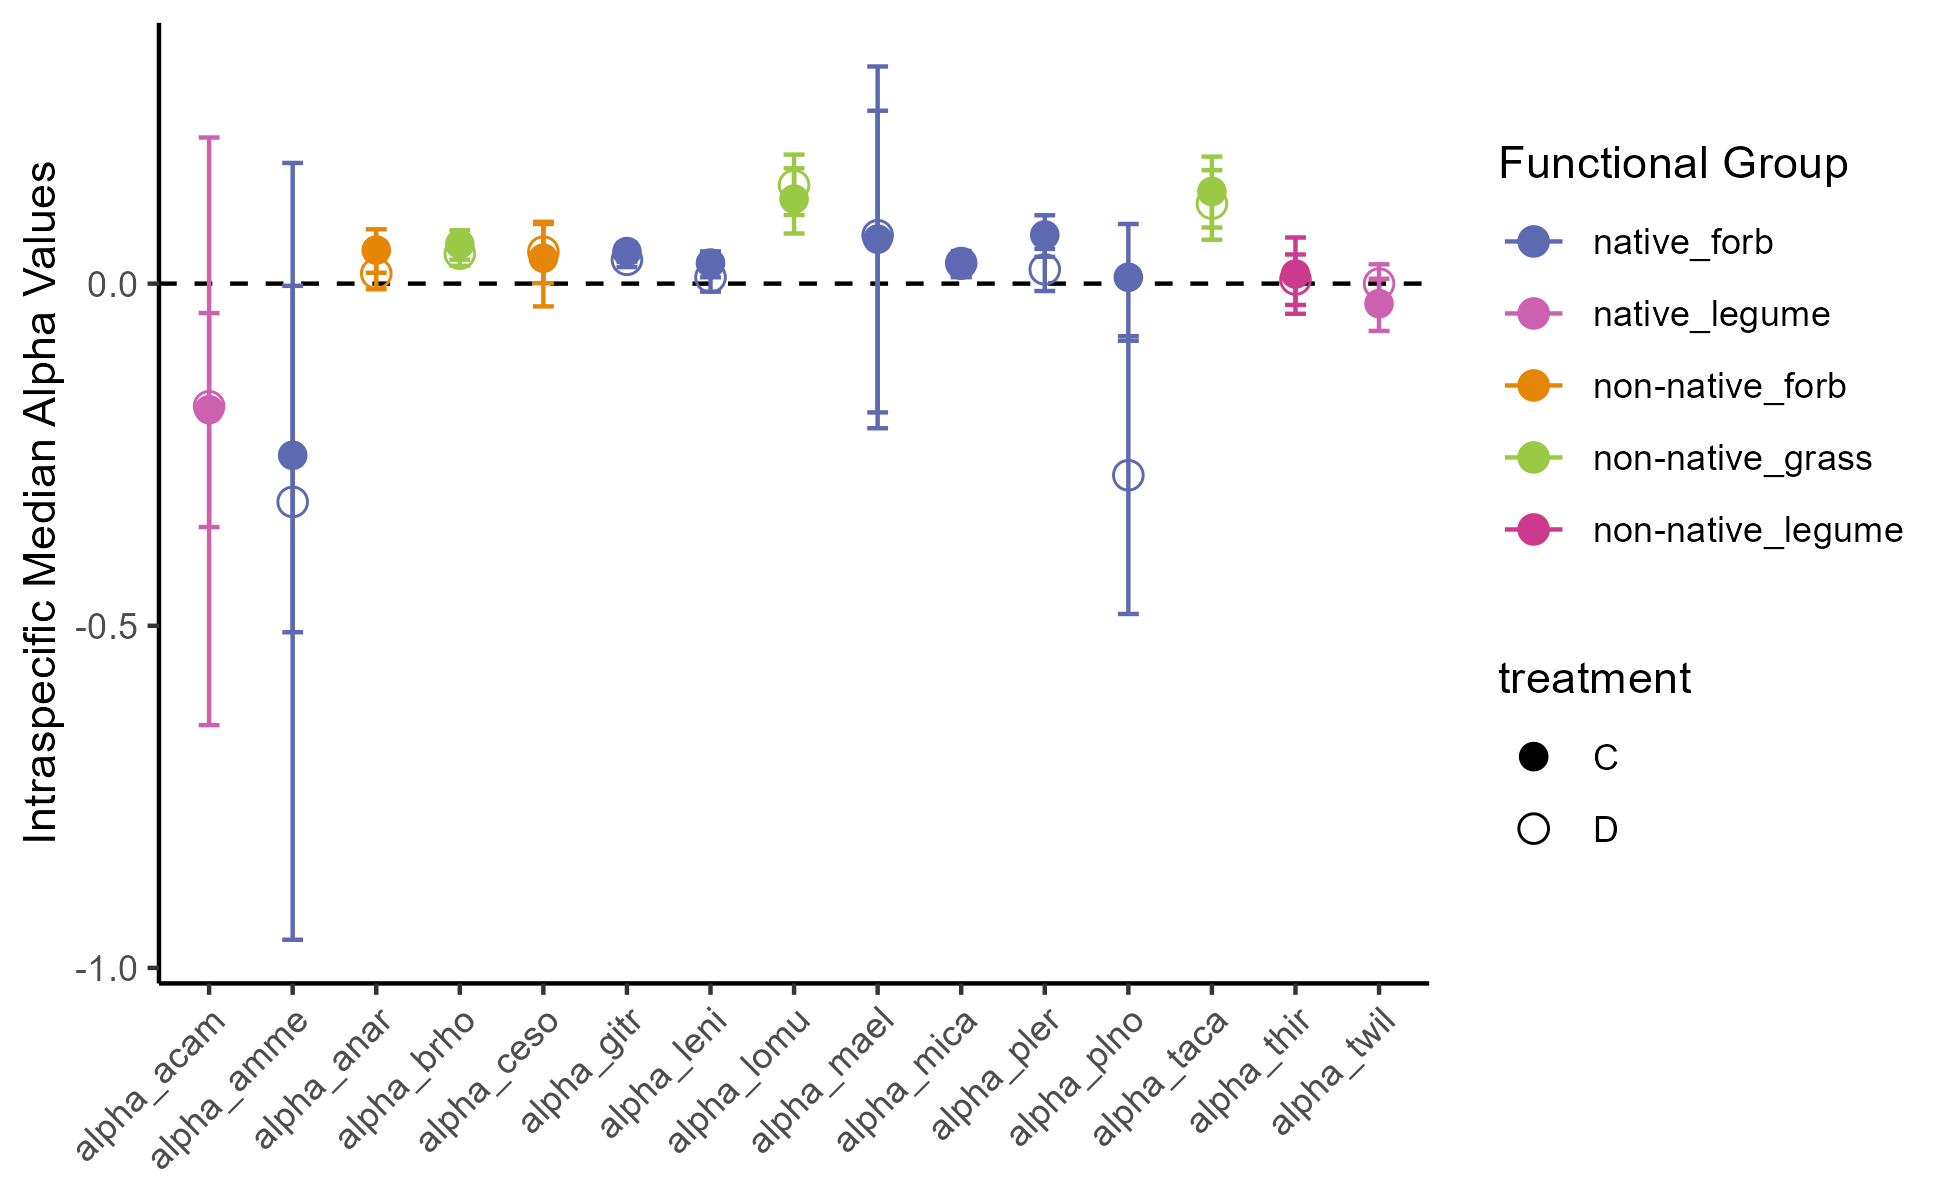 Intraspecific Median Alpha Values
0.0
-0.5
-1.0
alpha_acam
alpha_amme
alpha_anar
alpha_brho
alpha_ceso
alpha_gitr
alpha_leni
alpha_lomu
alpha_mael
alpha_mica
alpha_pler
alpha_plno
alpha_taca
alpha_thir
alpha_twil
Functional Group
native_forb
native_legume
non-native_forb
non-native_grass
non-native_legume
treatment
C
D